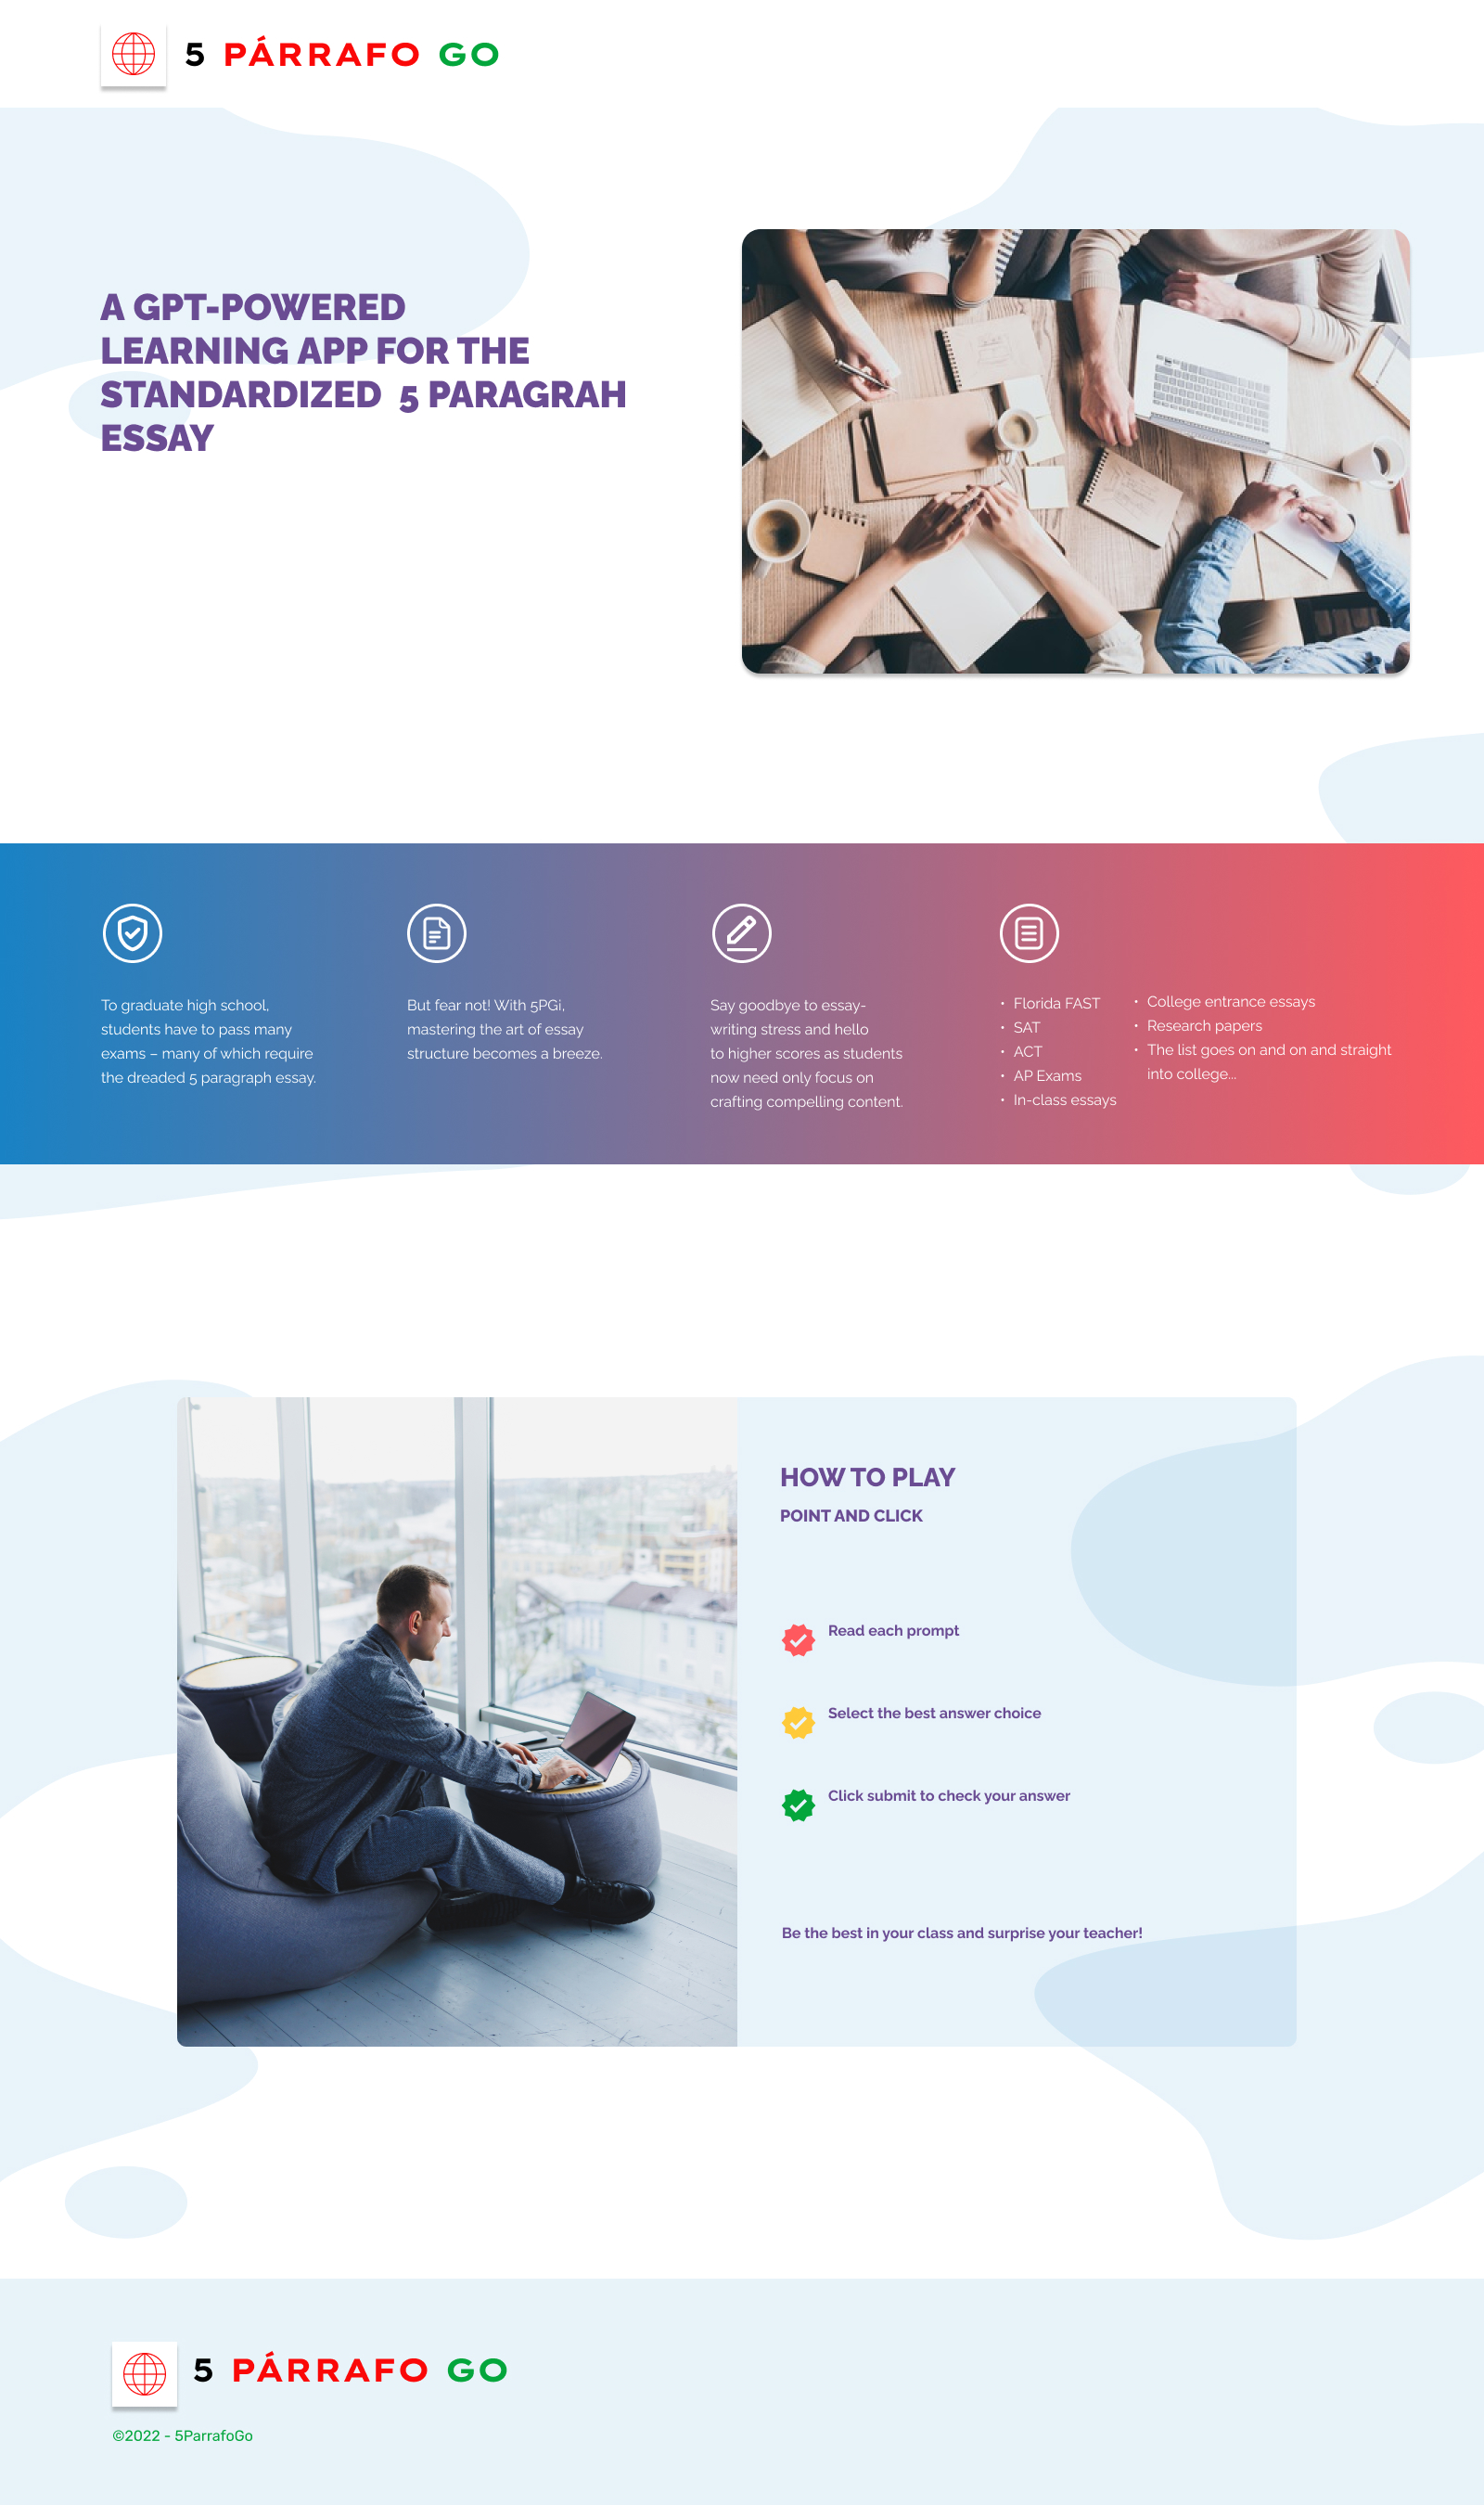 5 PÁRRAFO GO
A GPT-POWERED
LEARNING APP FOR THE
STANDARDIZED 5 PARAGRAH
ESSAY
To graduate high school,
students have to pass many
exams – many of which require
the dreaded 5 paragraph essay.
But fear not! With 5PGi,
mastering the art of essay
structure becomes a breeze.
Say goodbye to essay-
writing stress and hello
to higher scores as students
now need only focus on
crafting compelling content.
• Florida FAST
• SAT
• ACT
• AP Exams
• In-class essays
• College entrance essays
• Research papers
• The list goes on and on and straight
into college...
HOW TO PLAY
POINT AND CLICK
Read each prompt
Select the best answer choice
Click submit to check your answer
Be the best in your class and surprise your teacher!
5 PÁRRAFO GO
©2022 - 5ParrafoGo